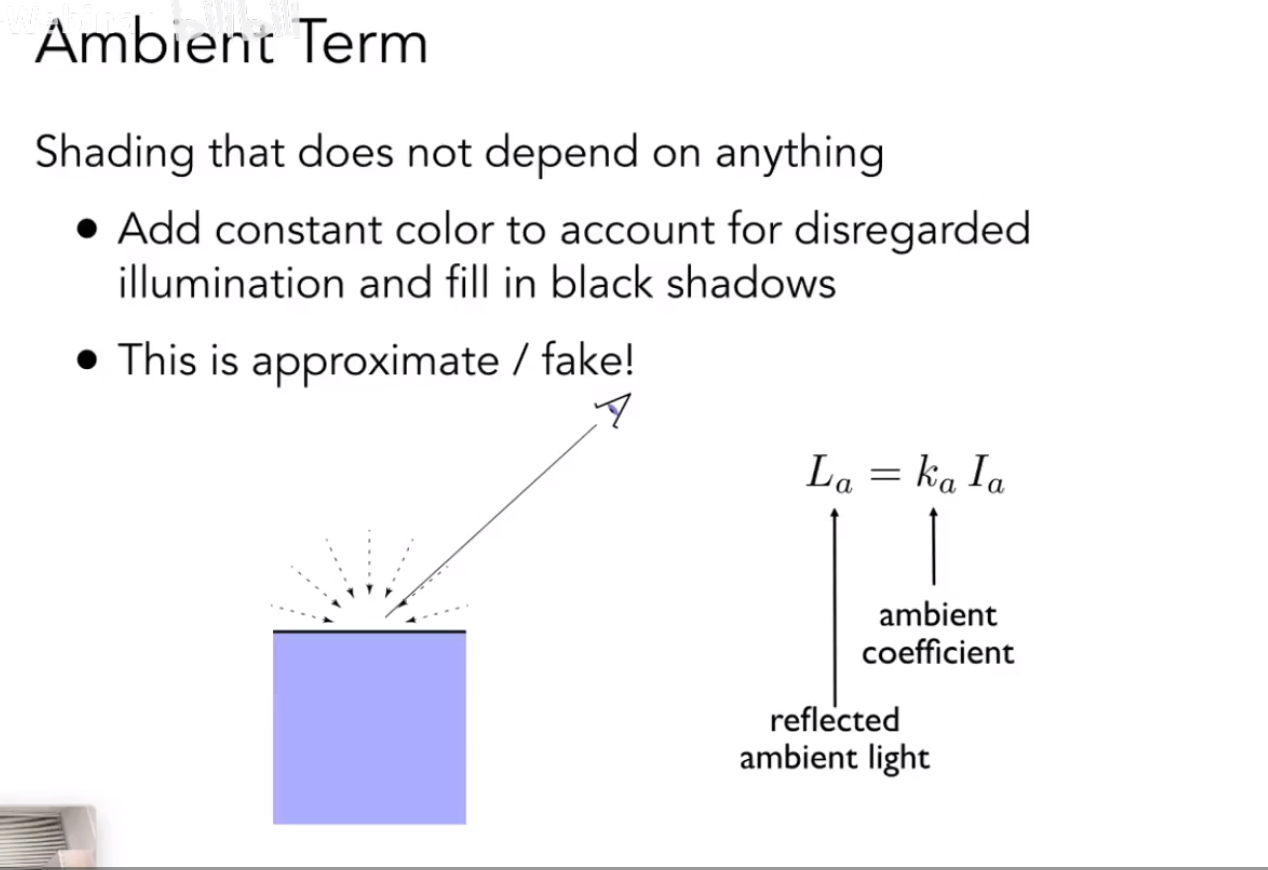 Ambient Term
Shading that does not depend on anything
• Add constant color to account for disregarded
illumination and fill in black shadows
• This is approximate / fake!
L_a = k_a I_a
ambient
coefficient
reflected
ambient light